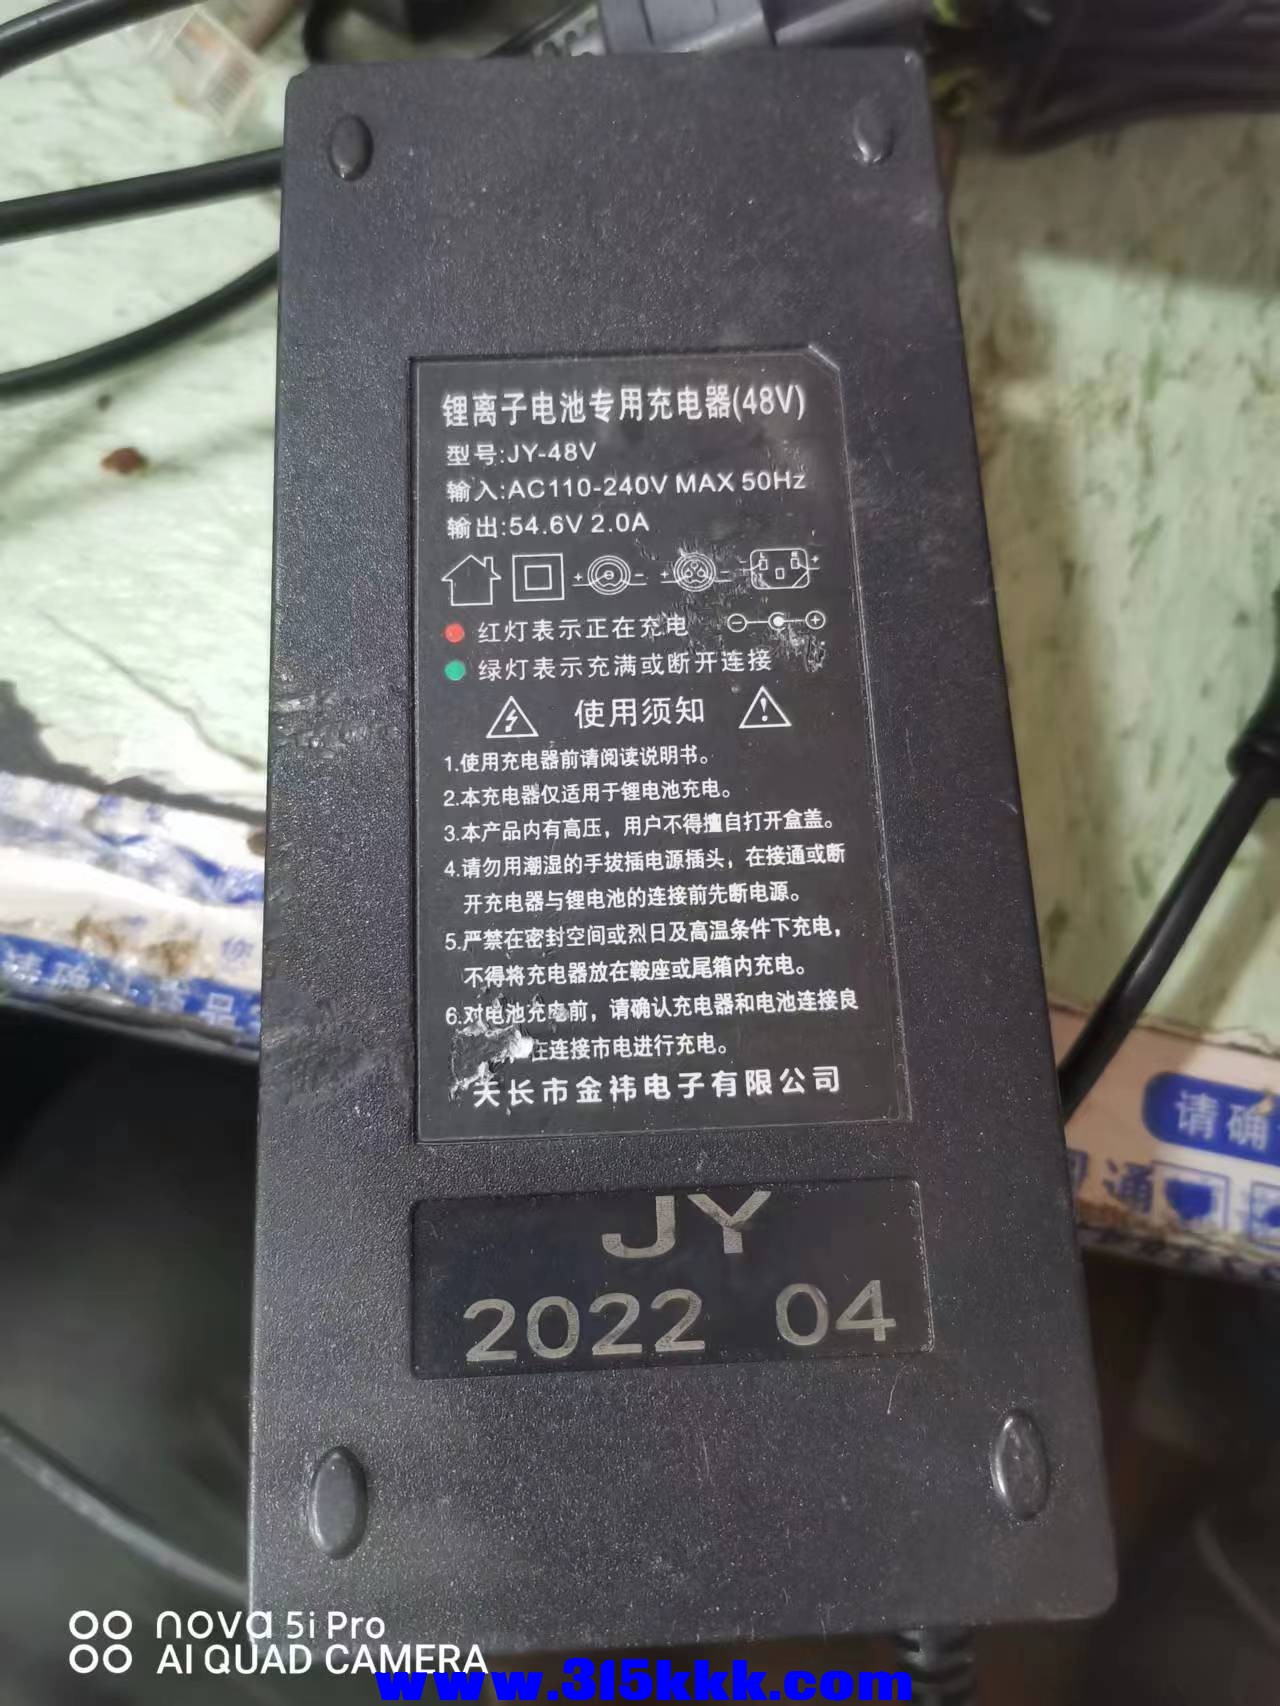 锂离子电池专用充电器(48V)
型号:JY-48V
输入:AC110-240V MAX 50Hz
输出:54.6V 2.0A
红灯表示正在充电
绿灯表示充满或断开连接
使用须知
1.使用充电器前请阅读说明书。
2.本充电器仅适用于锂电池充电。
3.本产品内有高压，用户不得擅自打开盒盖。
4.请勿用潮湿的手拔插电源插头，在接通或断
开充电器与锂电池的连接前先断电源。
5.严禁在密封空间或烈日及高温条件下充电，
不得将充电器放在鞍座或尾箱内充电。
6.对电池充电前，请确认充电器和电池连接良
在连接市电进行充电。
天长市金祎电子有限公司
JY
2022 04
请确
品
请确
通
nova 5i Pro
AI QUAD CAMERA
www.315kkk.com